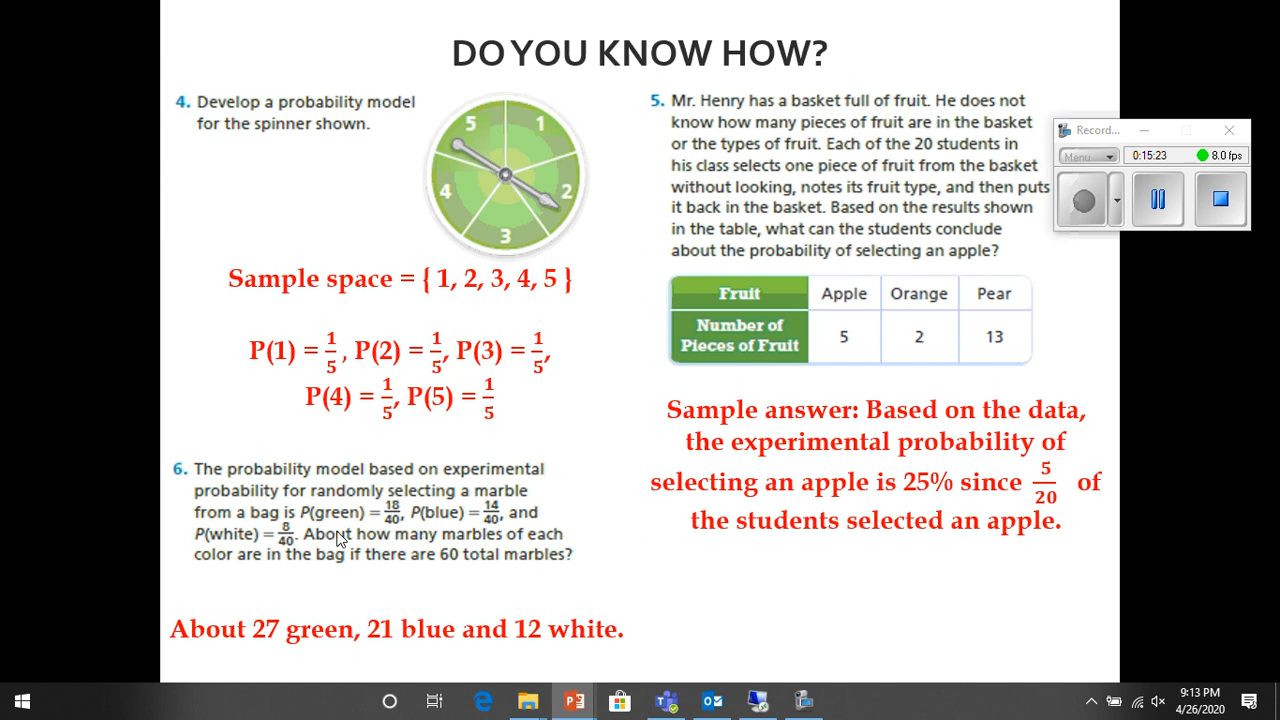 DO YOU KNOW HOW?
4. Develop a probability model
for the spinner shown.
5 1
4 2
3
Sample space = { 1, 2, 3, 4, 5 }
P(1) = 1/5, P(2) = 1/5, P(3) = 1/5,
P(4) = 1/5, P(5) = 1/5
6. The probability model based on experimental
probability for randomly selecting a marble
from a bag is P(green) = 18/40, P(blue) = 14/40, and
P(white) = 8/40. About how many marbles of each
color are in the bag if there are 60 total marbles?
About 27 green, 21 blue and 12 white.
5. Mr. Henry has a basket full of fruit. He does not
know how many pieces of fruit are in the basket
or the types of fruit. Each of the 20 students in
his class selects one piece of fruit from the basket
without looking, notes its fruit type, and then puts
it back in the basket. Based on the results shown
in the table, what can the students conclude
about the probability of selecting an apple?
Fruit Apple Orange Pear
Number of
Pieces of Fruit 5 2 13
Sample answer: Based on the data,
the experimental probability of
selecting an apple is 25% since 5/20 of
the students selected an apple.
Record...
Menu 0:15:23 8.0 fps
9:13 PM
4/26/2020